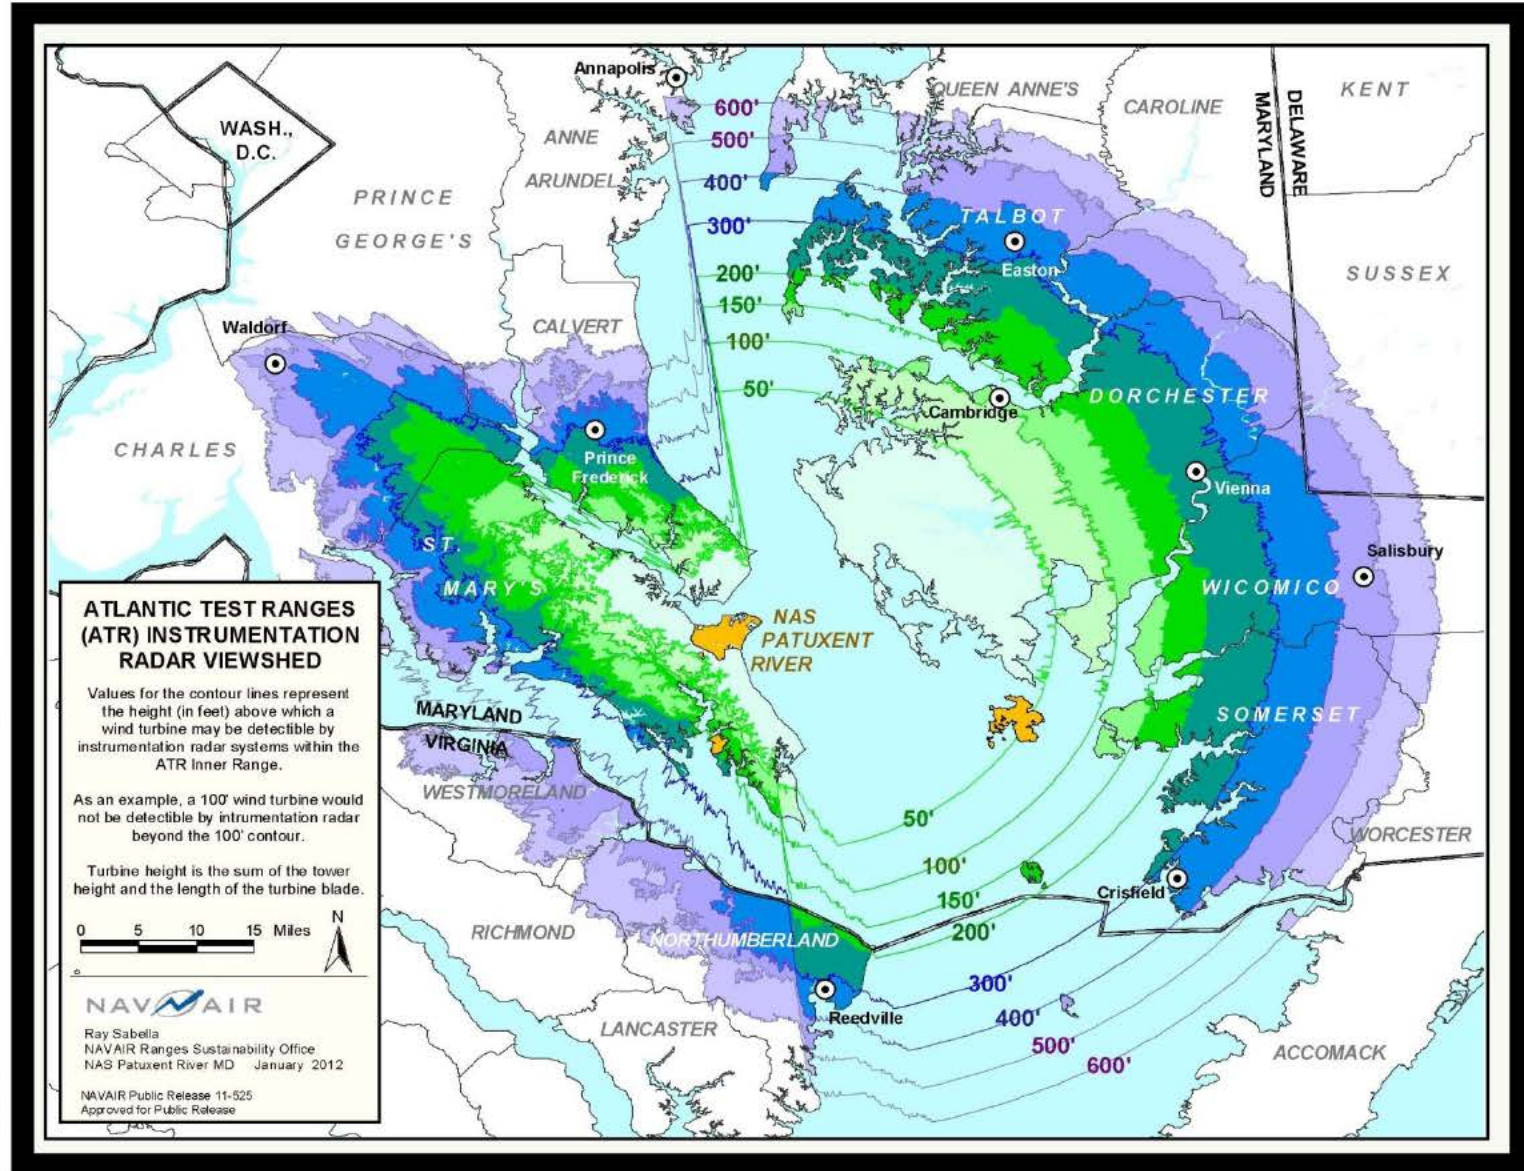 Annapolis
QUEEN ANNE'S
KENT
CAROLINE
DELAWARE
MARYLAND
600'
WASH.,
D.C.
ANNE
500'
ARUNDEL
400'
PRINCE
GEORGE'S
300'
TALBOT
Easton
200'
SUSSEX
150'
Waldorf
CALVERT
100'
50'
DORCHESTER
Cambridge
CHARLES
Prince
Frederick
Vienna
ST.
MARY'S
Salisbury
WICOMICO
NAS
PATUXENT
RIVER
MARYLAND
VIRGINIA
SOMERSET
WESTMORELAND
50'
WORCESTER
100'
Crisfield
150'
200'
RICHMOND
NORTHUMBERLAND
300'
400'
Reedville
LANCASTER
500'
600'
ACCOMACK
ATLANTIC TEST RANGES
(ATR) INSTRUMENTATION
RADAR VIEWSHED
Values for the contour lines represent
the height (in feet) above which a
wind turbine may be detectible by
instrumentation radar systems within the
ATR Inner Range.
As an example, a 100' wind turbine would
not be detectible by intrumentation radar
beyond the 100' contour.
Turbine height is the sum of the tower
height and the length of the turbine blade.
N
0 5 10 15 Miles
NAVAIR
Ray Sabella
NAVAIR Ranges Sustainability Office
NAS Patuxent River MD January 2012
NAVAIR Public Release 11-525
Approved for Public Release